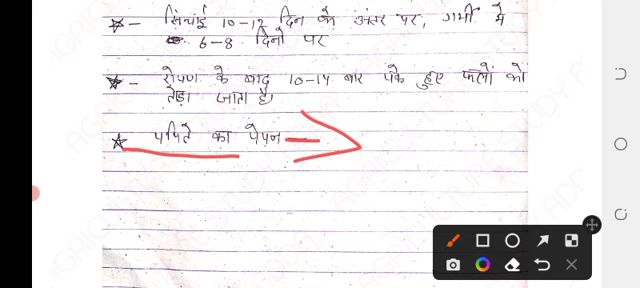 ☆ - सिंचाई 10-12 दिन के अंतर पर, गर्मी में
6-8 दिनों पर
☆ - रोपण के बाद 10-14 बार पके हुए फलों को
तोड़ा जाता है।
☆ पपिते का पेपन